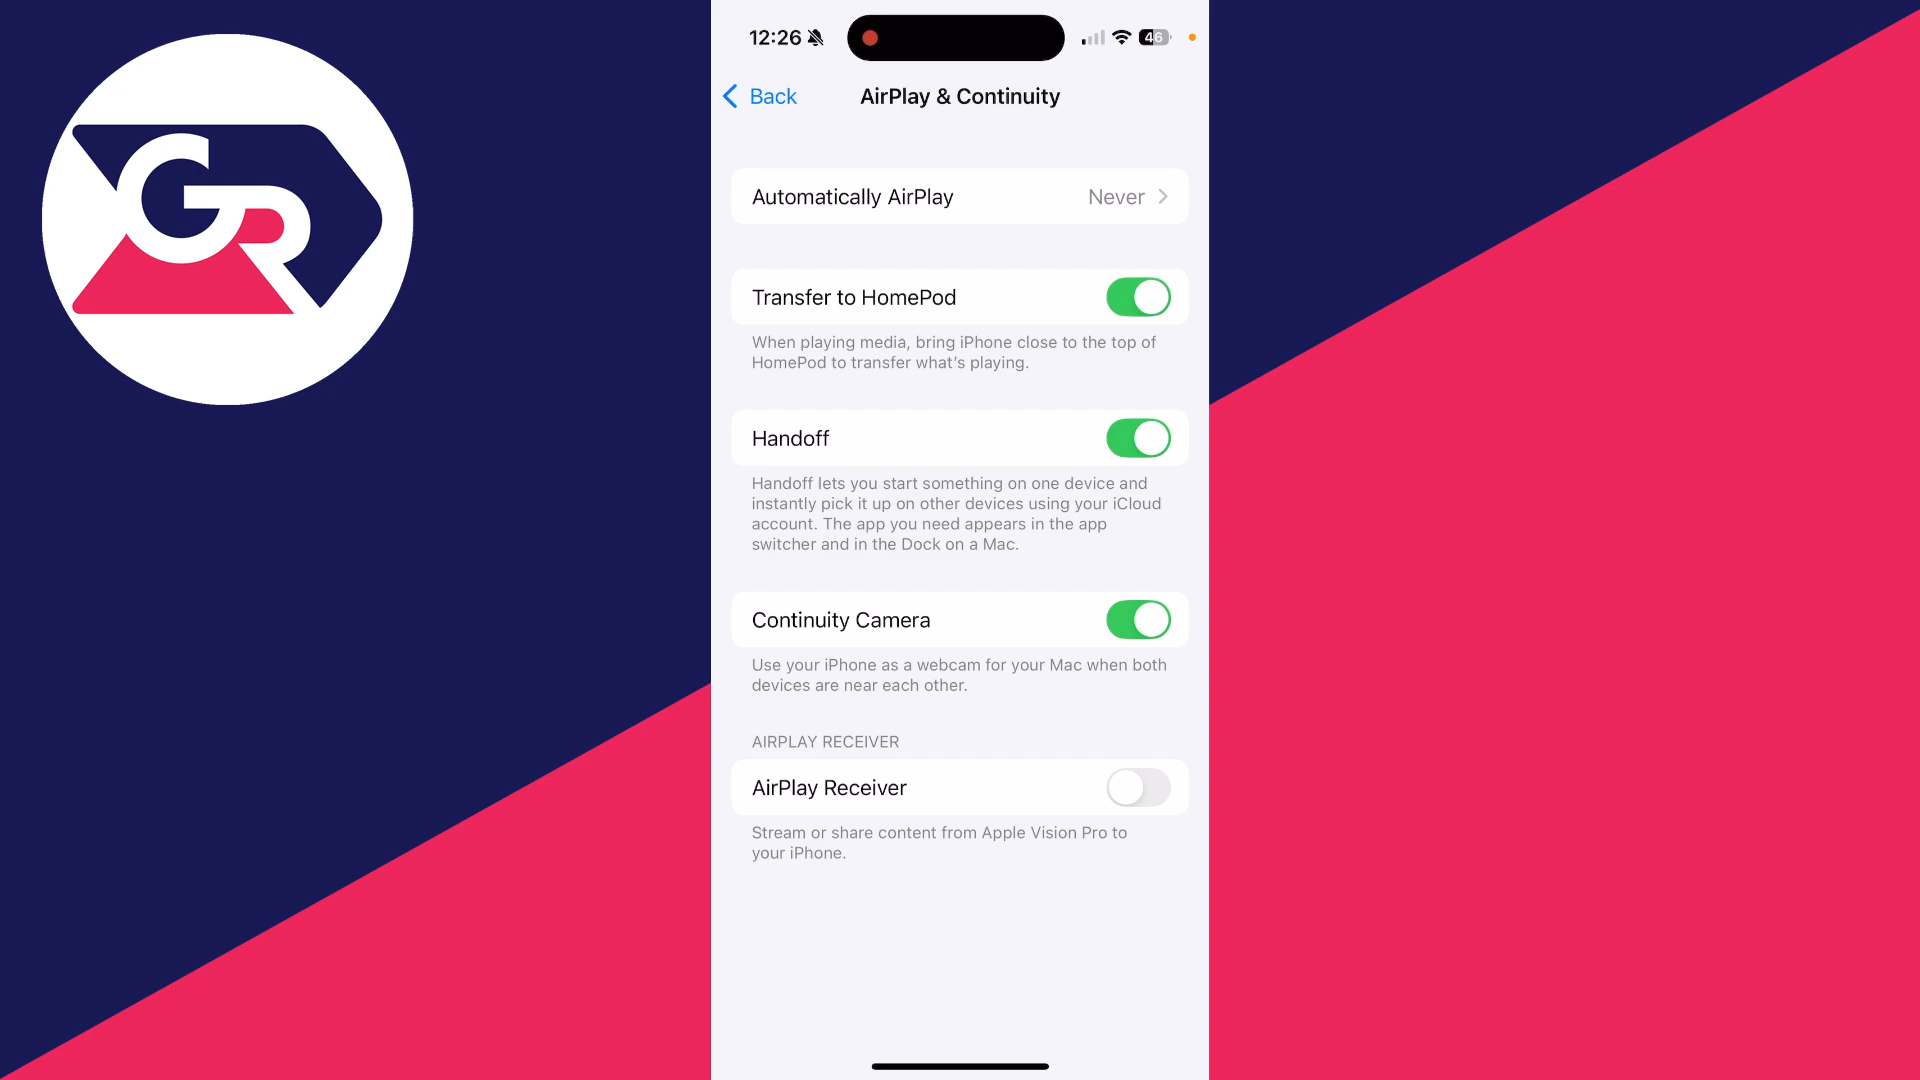 GR
12:26
46
Back
AirPlay & Continuity
Automatically AirPlay Never
Transfer to HomePod
When playing media, bring iPhone close to the top of
HomePod to transfer what's playing.
Handoff
Handoff lets you start something on one device and
instantly pick it up on other devices using your iCloud
account. The app you need appears in the app
switcher and in the Dock on a Mac.
Continuity Camera
Use your iPhone as a webcam for your Mac when both
devices are near each other.
AIRPLAY RECEIVER
AirPlay Receiver
Stream or share content from Apple Vision Pro to
your iPhone.